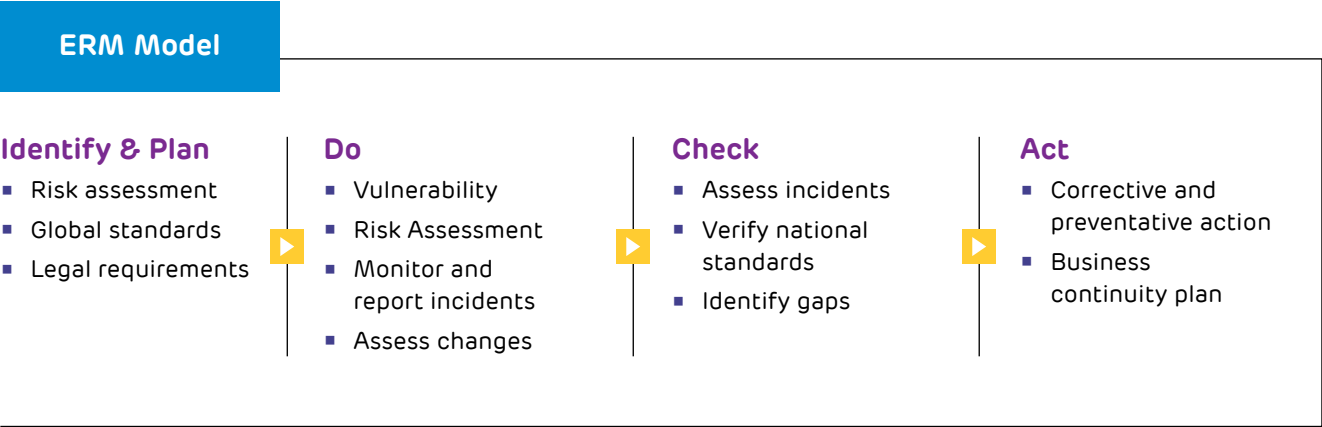 ERM Model
Identify & Plan
Risk assessment
Global standards
Legal requirements
Do
Vulnerability
Risk Assessment
Monitor and
report incidents
Assess changes
Check
Assess incidents
Verify national
standards
Identify gaps
Act
Corrective and
preventative action
Business
continuity plan